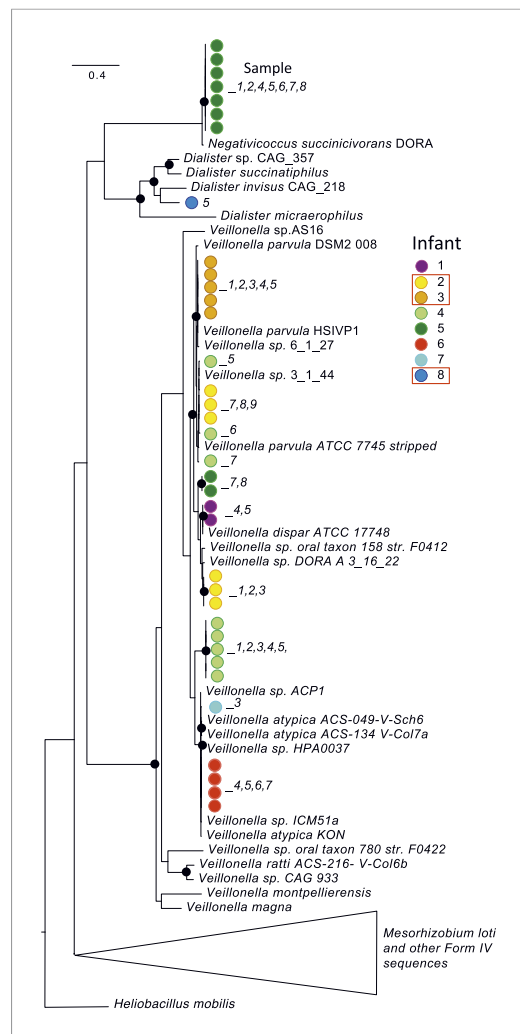 0.4
Sample
_1,2,4,5,6,7,8
Negativicoccus succinicivorans DORA
Dialister sp. CAG_357
Dialister succinatiphilus
Dialister invisus CAG_218
5
Dialister micraerophilus
Veillonella sp.AS16
Veillonella parvula DSM2 008
_1,2,3,4,5
Veillonella parvula HSIVP1
Veillonella sp. 6_1_27
_5
Veillonella sp. 3_1_44
_7,8,9
_6
Veillonella parvula ATCC 7745 stripped
_7
_7,8
_4,5
Veillonella dispar ATCC 17748
Veillonella sp. oral taxon 158 str. F0412
Veillonella sp. DORA A 3_16_22
_1,2,3
_1,2,3,4,5,
Veillonella sp. ACP1
_3
Veillonella atypica ACS-049-V-Sch6
Veillonella atypica ACS-134 V-Col7a
Veillonella sp. HPA0037
_4,5,6,7
Veillonella sp. ICM51a
Veillonella atypica KON
Veillonella sp. oral taxon 780 str. F0422
Veillonella ratti ACS-216- V-Col6b
Veillonella sp. CAG 933
Veillonella montpellierensis
Veillonella magna
Mesorhizobium loti
and other Form IV
sequences
Heliobacillus mobilis
Infant
1
2
3
4
5
6
7
8